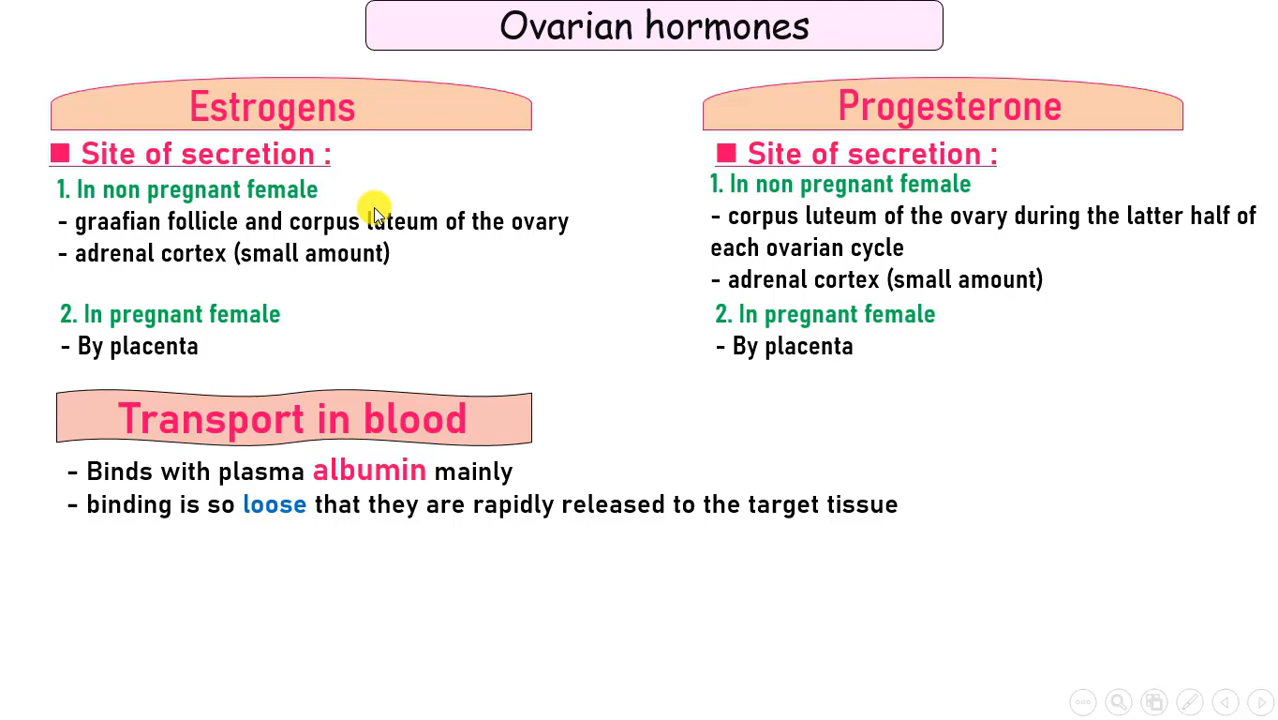 Ovarian hormones
Estrogens
■ Site of secretion :
1. In non pregnant female
- graafian follicle and corpus luteum of the ovary
- adrenal cortex (small amount)
2. In pregnant female
- By placenta
Progesterone
■ Site of secretion :
1. In non pregnant female
- corpus luteum of the ovary during the latter half of
each ovarian cycle
- adrenal cortex (small amount)
2. In pregnant female
- By placenta
Transport in blood
- Binds with plasma albumin mainly
- binding is so loose that they are rapidly released to the target tissue